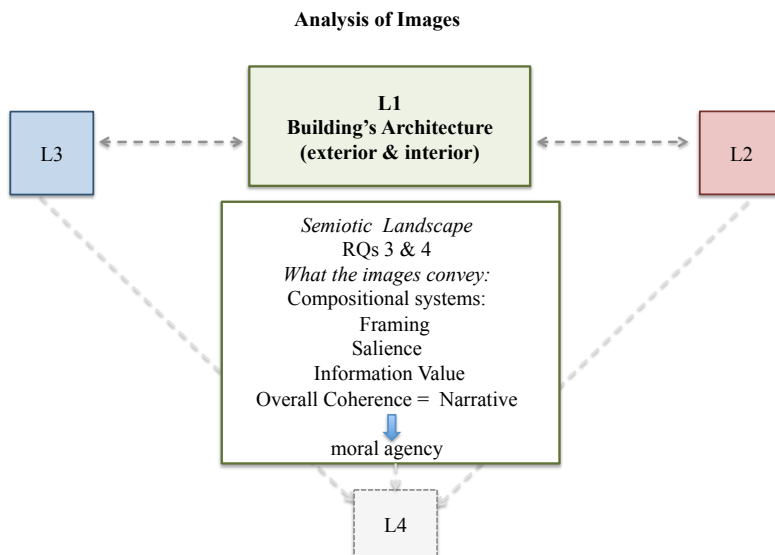 Analysis of Images
L1
Building’s Architecture
(exterior & interior)
L3
L2
Semiotic Landscape
RQs 3 & 4
What the images convey:
Compositional systems:
Framing
Salience
Information Value
Overall Coherence = Narrative
moral agency
L4